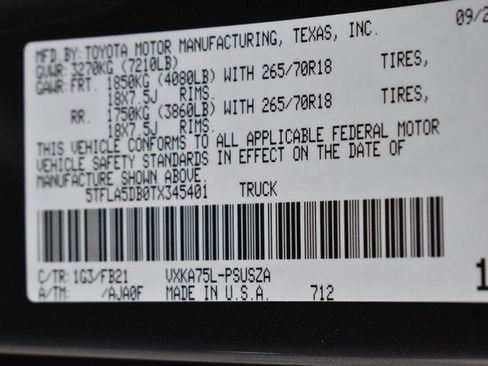 09/2
MFD.BY:TOYOTA MOTOR MANUFACTURING, TEXAS, INC.
GVWR:3270KG (7210LB)
GAWR:FRT. 1850KG (4080LB) WITH 265/70R18 TIRES,
18X7.5J RIMS.
RR. 1750KG (3860LB) WITH 265/70R18 TIRES,
18X7.5J RIMS.
THIS VEHICLE CONFORMS TO ALL APPLICABLE FEDERAL MOTOR
VEHICLE SAFETY STANDARDS IN EFFECT ON THE DATE OF
MANUFACTURE SHOWN ABOVE.
5TFLA5DB0TX345401 TRUCK
C/TR:1G3/FB21 VXKA75L-PSUSZA
A/TM: /AJA0F MADE IN U.S.A. 712 1